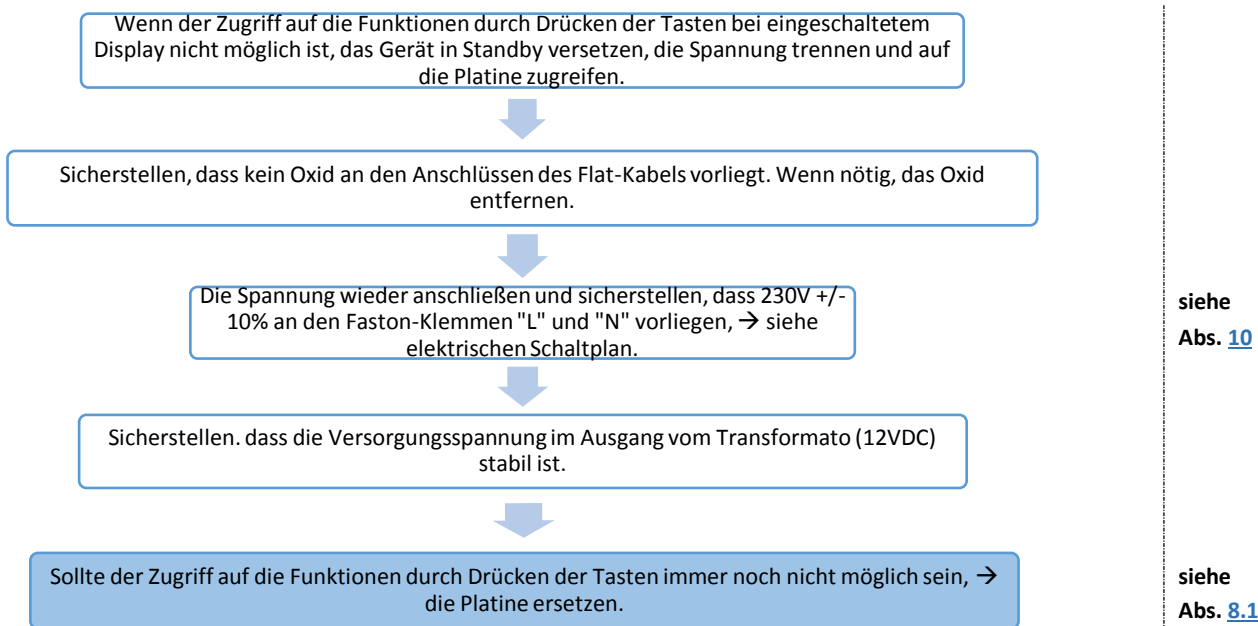 Wenn der Zugriff auf die Funktionen durch Drücken der Tasten bei eingeschaltetem
Display nicht möglich ist, das Gerät in Standby versetzen, die Spannung trennen und auf
die Platine zugreifen.
Sicherstellen, dass kein Oxid an den Anschlüssen des Flat-Kabels vorliegt. Wenn nötig, das Oxid
entfernen.
Die Spannung wieder anschließen und sicherstellen, dass 230V +/-
10% an den Faston-Klemmen "L" und "N" vorliegen, → siehe
elektrischen Schaltplan.
siehe
Abs. 10
Sicherstellen. dass die Versorgungsspannung im Ausgang vom Transformato (12VDC)
stabil ist.
Sollte der Zugriff auf die Funktionen durch Drücken der Tasten immer noch nicht möglich sein, →
die Platine ersetzen.
siehe
Abs. 8.1